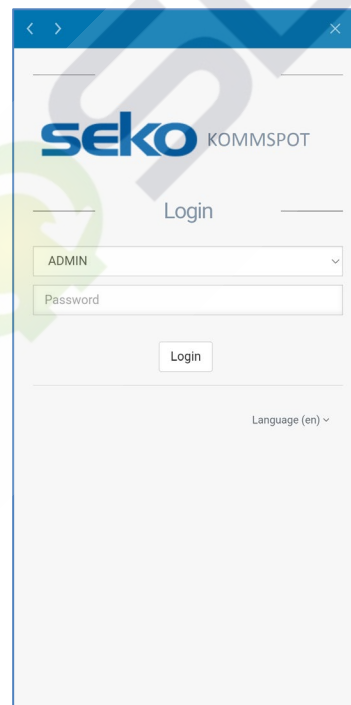 seko KOMMSPOT
Login
ADMIN
Password
Login
Language (en)